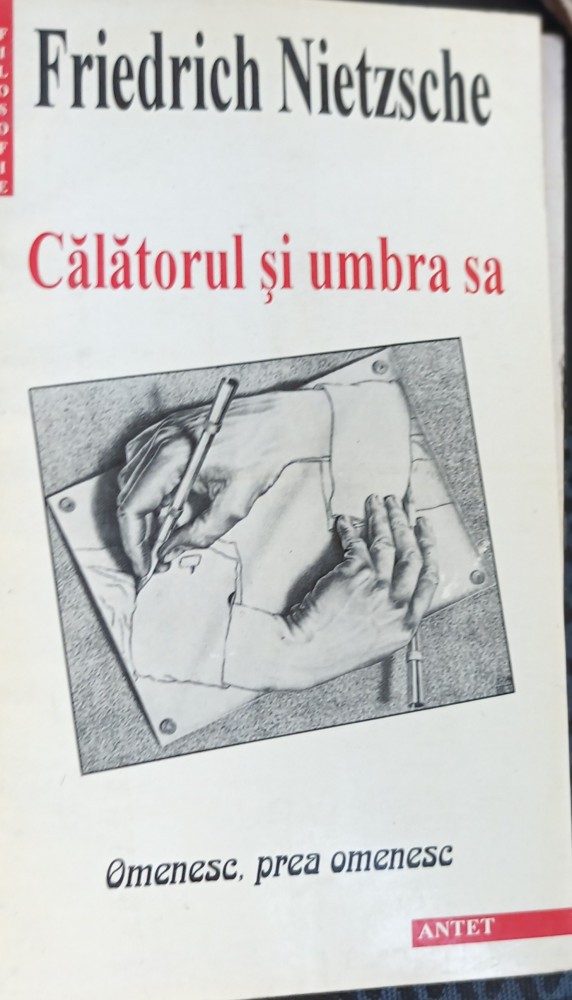 FILOSOFIE
Friedrich Nietzsche
Călătorul şi umbra sa
Omenesc, prea omenesc
ANTET